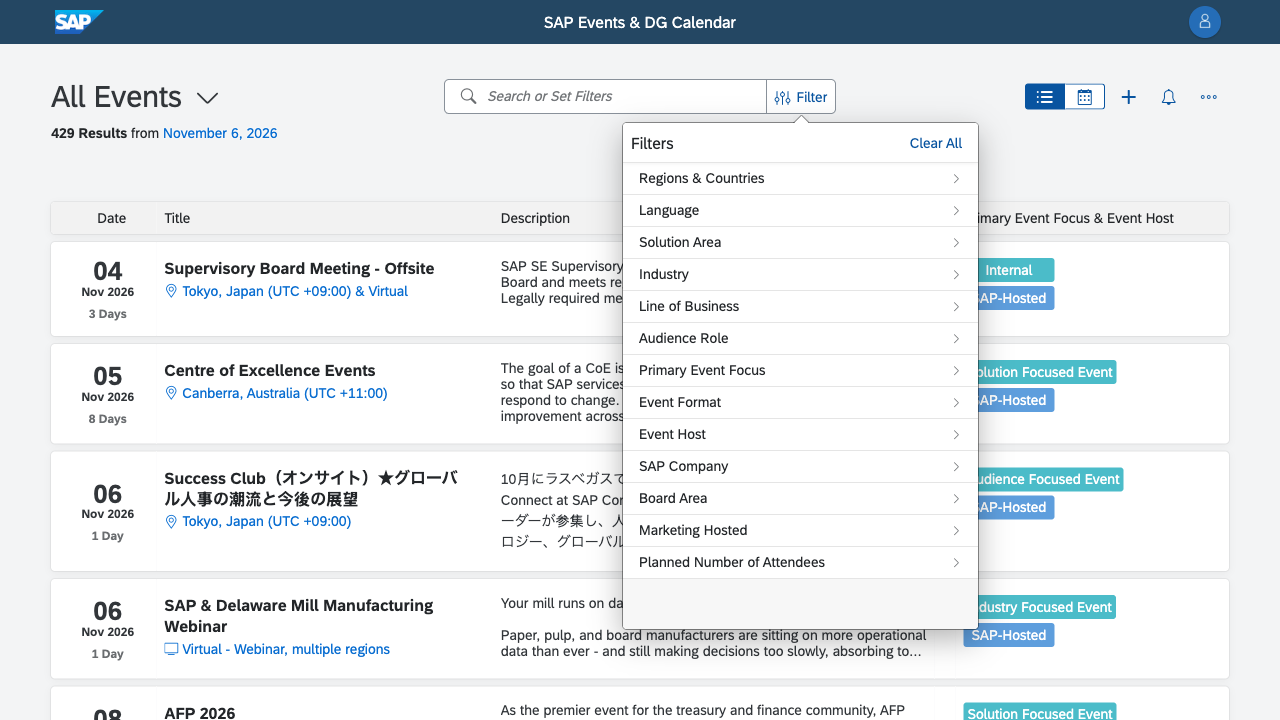 SAP
SAP Events & DG Calendar
All Events
Search or Set Filters
Filter
429 Results from November 6, 2026
Filters
Clear All
Regions & Countries
Language
Solution Area
Industry
Line of Business
Audience Role
Primary Event Focus
Event Format
Event Host
SAP Company
Board Area
Marketing Hosted
Planned Number of Attendees
Date
Title
Description
imary Event Focus & Event Host
04
Nov 2026
3 Days
Supervisory Board Meeting - Offsite
Tokyo, Japan (UTC +09:00) & Virtual
SAP SE Supervisory
Board and meets re
Legally required me
Internal
AP-Hosted
05
Nov 2026
8 Days
Centre of Excellence Events
Canberra, Australia (UTC +11:00)
The goal of a CoE is
so that SAP services
respond to change.
improvement across
olution Focused Event
AP-Hosted
06
Nov 2026
1 Day
Success Club（オンサイト）★グローバ
ル人事の潮流と今後の展望
Tokyo, Japan (UTC +09:00)
10月にラスベガスで
Connect at SAP Con
ーダーが参集し、人
ロジー、グローバル
udience Focused Event
AP-Hosted
06
Nov 2026
1 Day
SAP & Delaware Mill Manufacturing
Webinar
Virtual - Webinar, multiple regions
Your mill runs on da
Paper, pulp, and board manufacturers are sitting on more operational
data than ever - and still making decisions too slowly, absorbing to...
dustry Focused Event
SAP-Hosted
08
AFP 2026
As the premier event for the treasury and finance community, AFP
Solution Focused Event